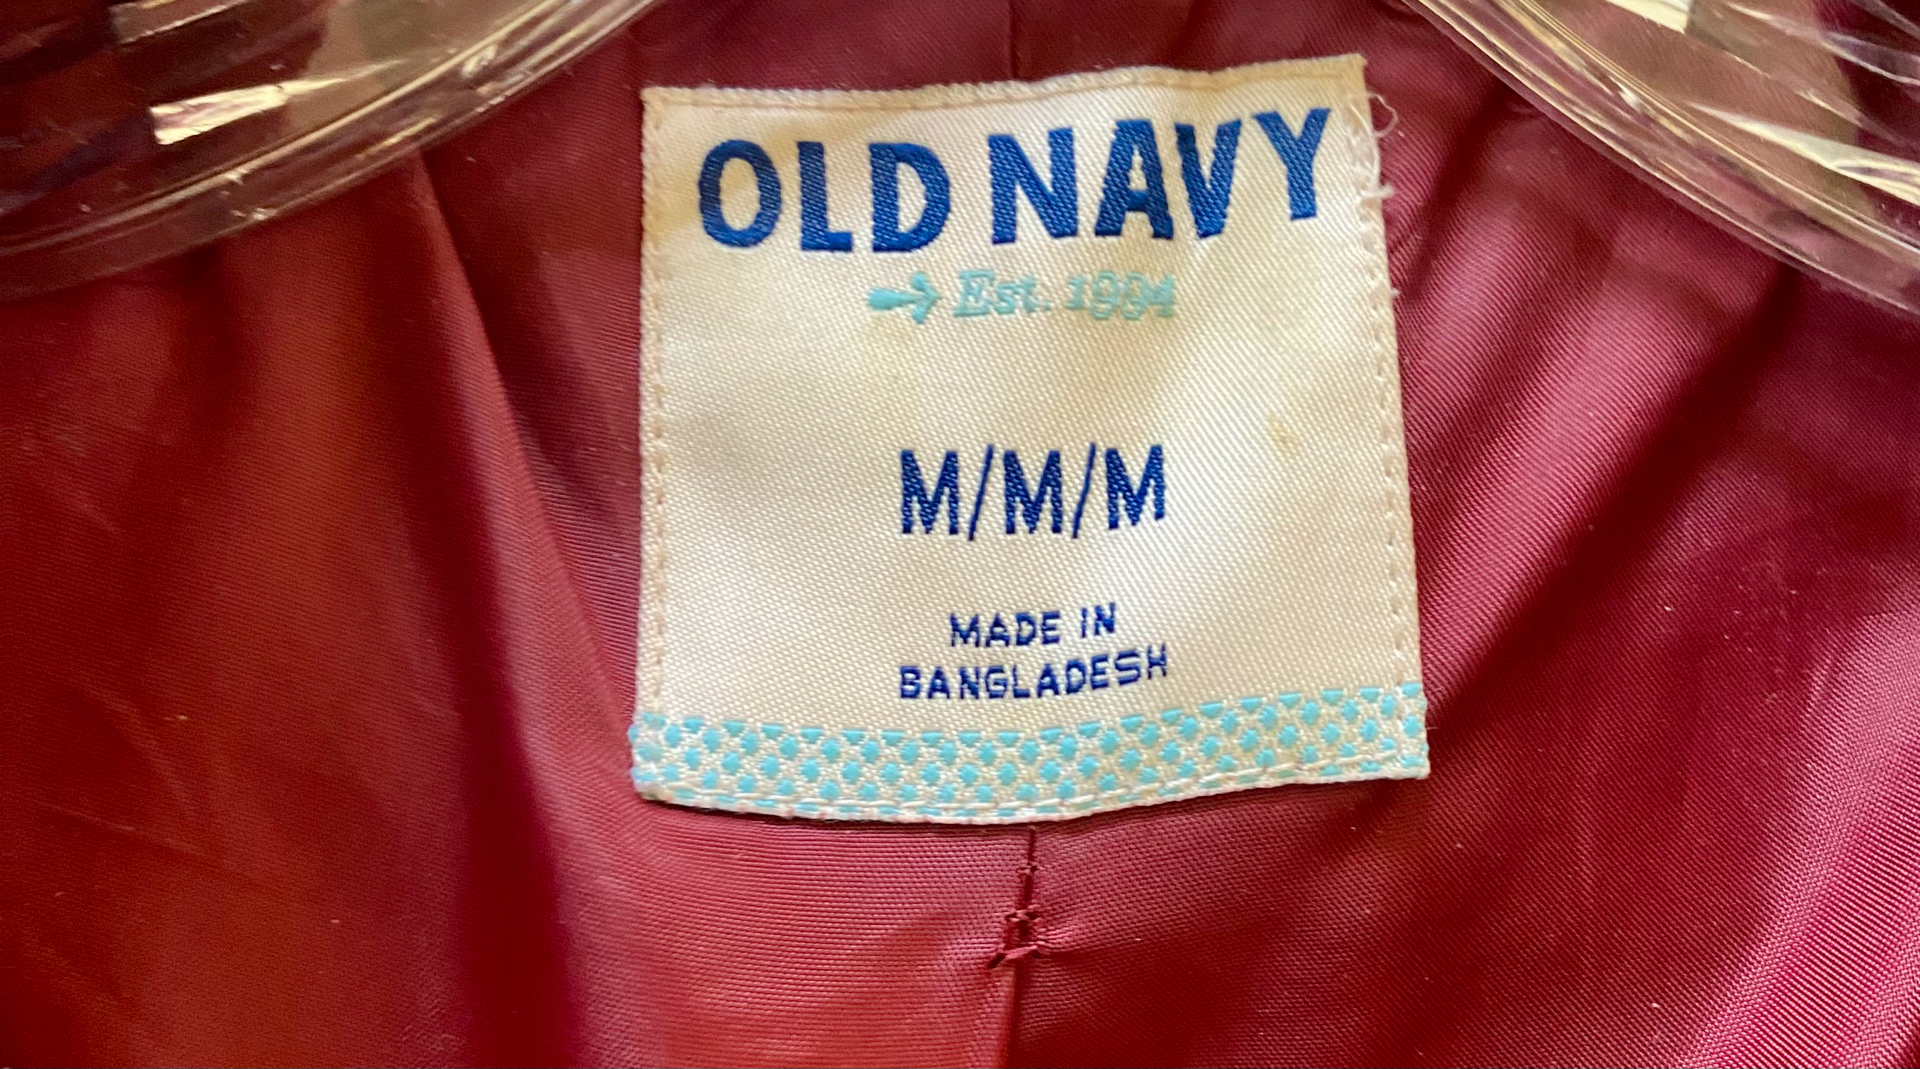 OLD NAVY
Est. 1994
M/M/M
MADE IN
BANGLADESH